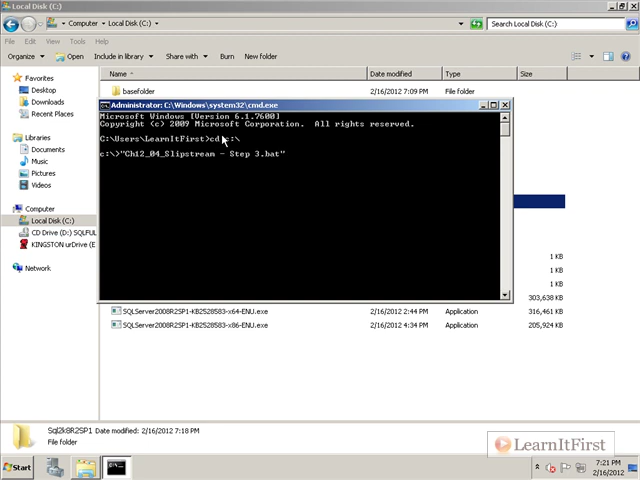 Local Disk (C:)
Computer
Local Disk (C:)
Search Local Disk (C:)
File Edit View Tools Help
Organize
Open
Include in library
Share with
Burn
New folder
Name
Date modified
Type
Size
Favorites
Desktop
Downloads
Recent Places
Libraries
Documents
Music
Pictures
Videos
Computer
Local Disk (C:)
CD Drive (D:) SQLFUL
KINGSTON urDrive (E
Network
basefolder
2/16/2012 7:09 PM
File folder
Administrator: C:\Windows\system32\cmd.exe
Microsoft Windows [Version 6.1.7600]
Copyright (c) 2009 Microsoft Corporation. All rights reserved.
C:\Users\LearnItFirst>cd c:\
c:\>"Ch12_04_Slipstream - Step 3.bat"
1 KB
1 KB
1 KB
303,638 KB
SQLServer2008R2SP1-KB2528583-x64-ENU.exe 2/16/2012 2:44 PM Application 316,461 KB
SQLServer2008R2SP1-KB2528583-x86-ENU.exe 2/16/2012 4:34 PM Application 205,924 KB
Sql2k8R2SP1 Date modified: 2/16/2012 7:18 PM
File folder
LearnItFirst
Start
7:21 PM
2/16/2012